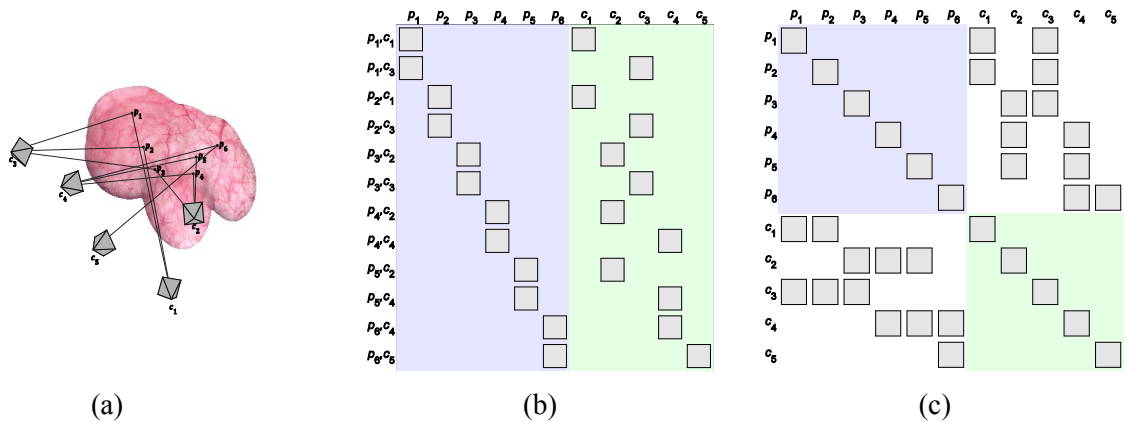 p1
p2
p3
p4
p5
p6
c3
c4
c5
c2
c1
(a)
p1 p2 p3 p4 p5 p6 c1 c2 c3 c4 c5
p1,c1
p1,c3
p2,c1
p2,c3
p3,c2
p3,c3
p4,c2
p4,c4
p5,c2
p5,c4
p6,c4
p6,c5
(b)
p1 p2 p3 p4 p5 p6 c1 c2 c3 c4 c5
p1
p2
p3
p4
p5
p6
c1
c2
c3
c4
c5
(c)